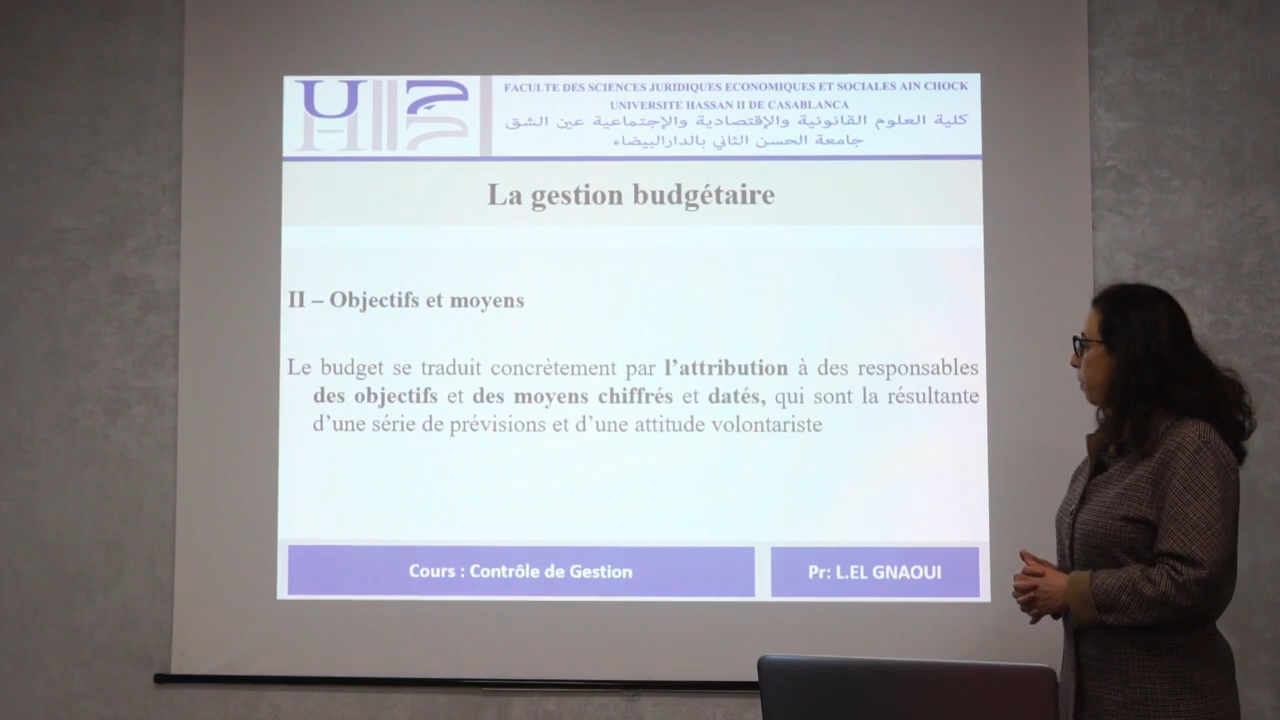 FACULTE DES SCIENCES JURIDIQUES ECONOMIQUES ET SOCIALES AIN CHOCK
UNIVERSITE HASSAN II DE CASABLANCA
كلية العلوم القانونية والإقتصادية والإجتماعية عين الشق
جامعة الحسن الثاني بالدارالبيضاء
La gestion budgétaire
II – Objectifs et moyens
Le budget se traduit concrètement par l’attribution à des responsables
des objectifs et des moyens chiffrés et datés, qui sont la résultante
d’une série de prévisions et d’une attitude volontariste
Cours : Contrôle de Gestion
Pr: L.EL GNAOUI